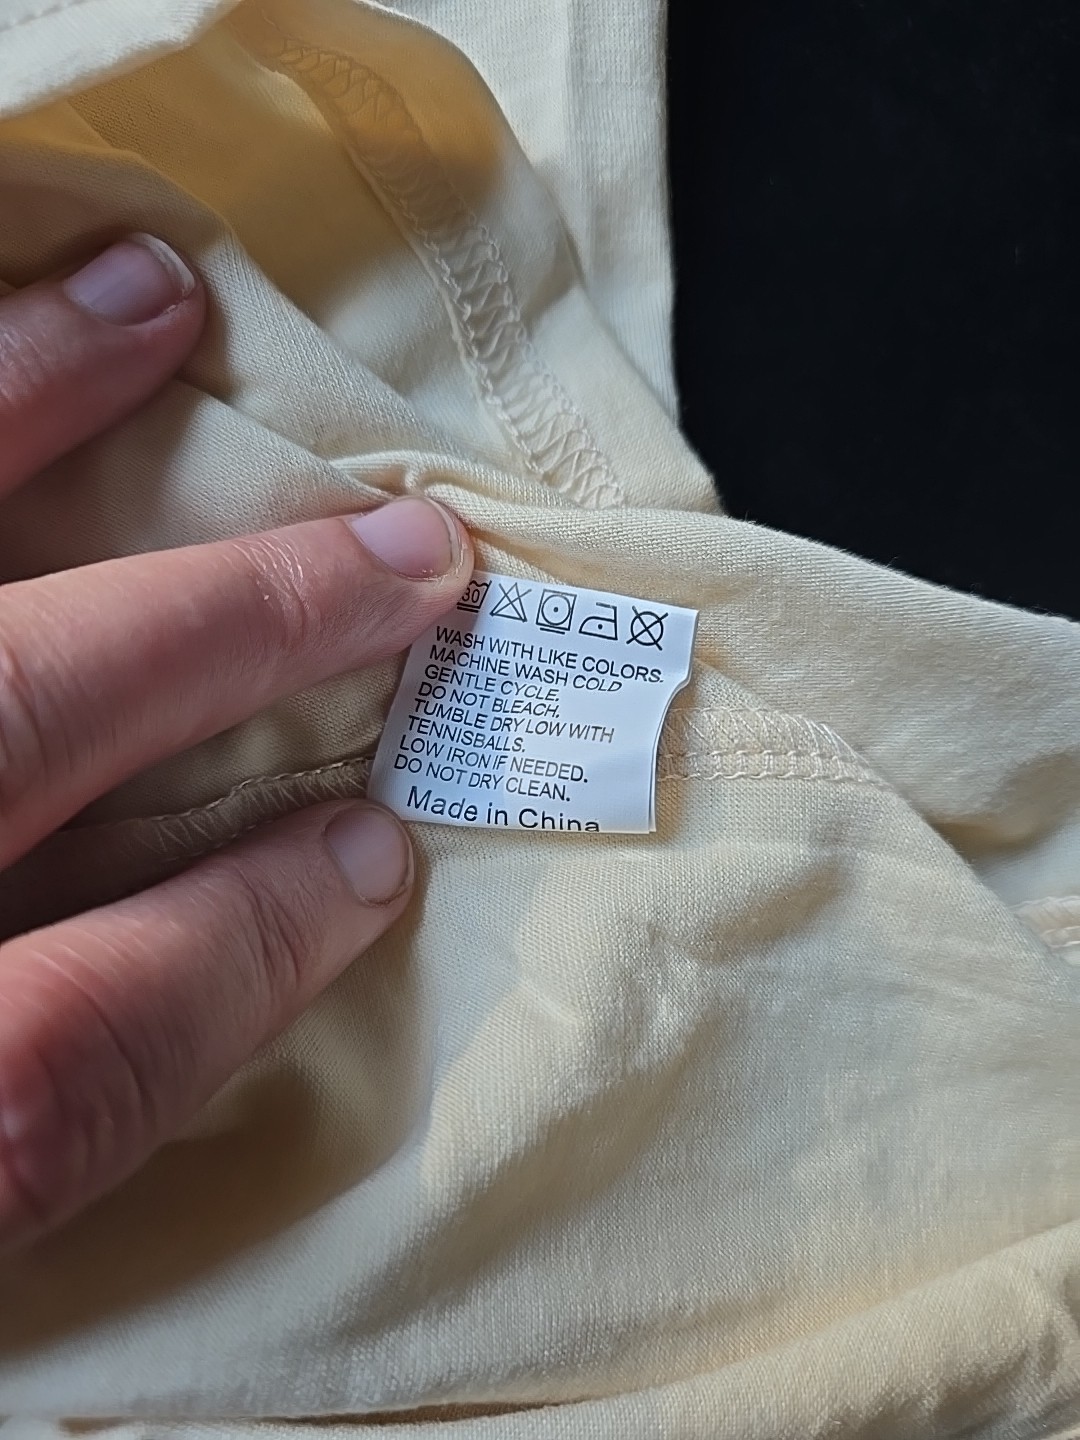 30
WASH WITH LIKE COLORS.
MACHINE WASH COLD
GENTLE CYCLE.
DO NOT BLEACH.
TUMBLE DRY LOW WITH
TENNISBALLS.
LOW IRON IF NEEDED.
DO NOT DRY CLEAN.
Made in China